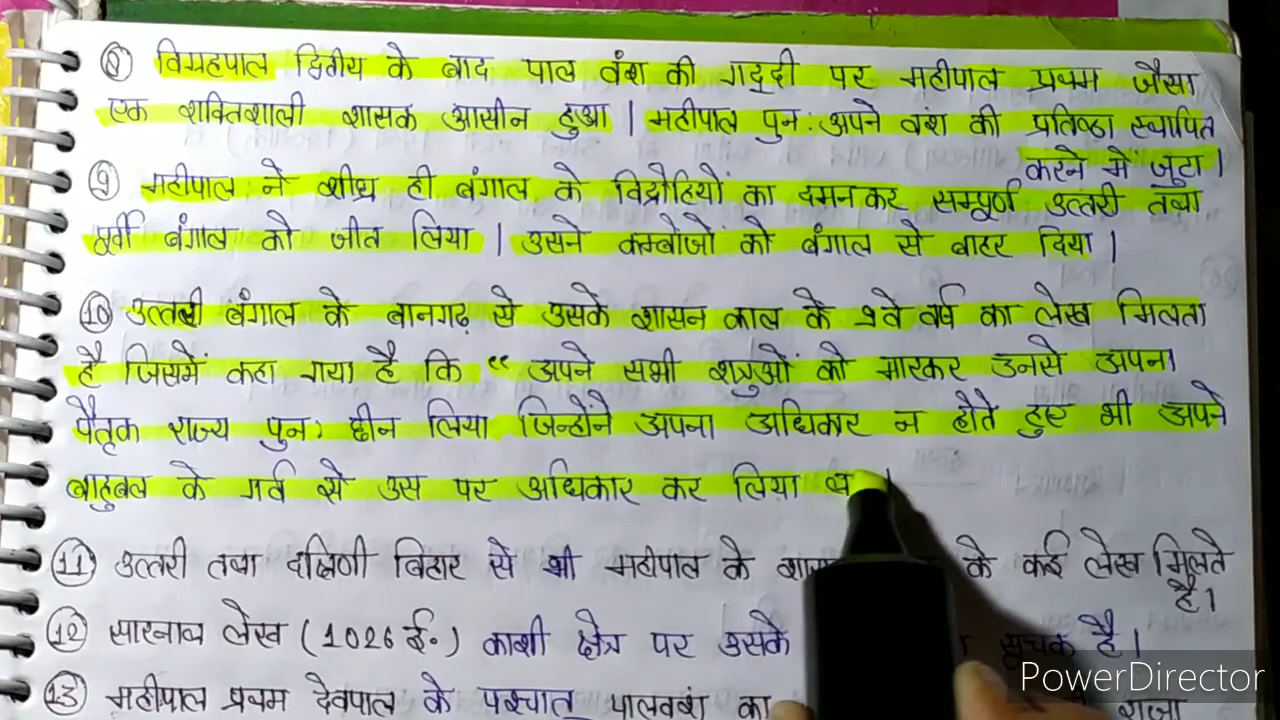 ⑧ विग्रहपाल द्वितीय के बाद पाल वंश की गद्दी पर महीपाल प्रथम जैसा
एक शक्तिशाली शासक आसीन हुआ | महीपाल पुन: अपने वंश की प्रतिष्ठा स्थापित
करने में जुटा |
⑨ महीपाल ने शीघ्र ही बंगाल के विद्रोहियों का दमनकर सम्पूर्ण उत्तरी तथा
पूर्वी बंगाल को जीत लिया | उसने कम्बोजों को बंगाल से बाहर दिया |
⑩ उत्तरी बंगाल के बानगढ़ से उसके शासन काल के 9वें वर्ष का लेख मिलता
है जिसमें कहा गया है कि “ अपने सभी शत्रुओं को मारकर उनसे अपना
पैतृक राज्य पुन: छीन लिया जिन्होंने अपना अधिकार न होते हुए भी अपने
बाहुबल के गर्व से उस पर अधिकार कर लिया |
⑪ उत्तरी तथा दक्षिणी बिहार से भी महीपाल के के कई लेख मिलते
है |
⑫ सारनाथ लेख (1026 ई०) काशी क्षेत्र पर उसके सूचक है |
⑬ महीपाल प्रथम देवपाल के पश्चात् पालवंश का राजा
PowerDirector